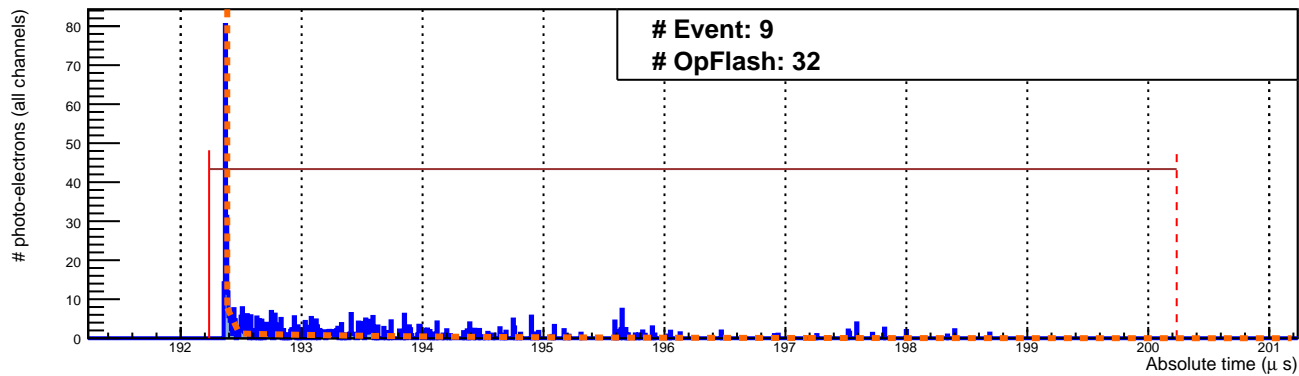 # Event: 9
# OpFlash: 32
# photo-electrons (all channels)
80
70
60
50
40
30
20
10
0
192 193 194 195 196 197 198 199 200 201
Absolute time (μ s)